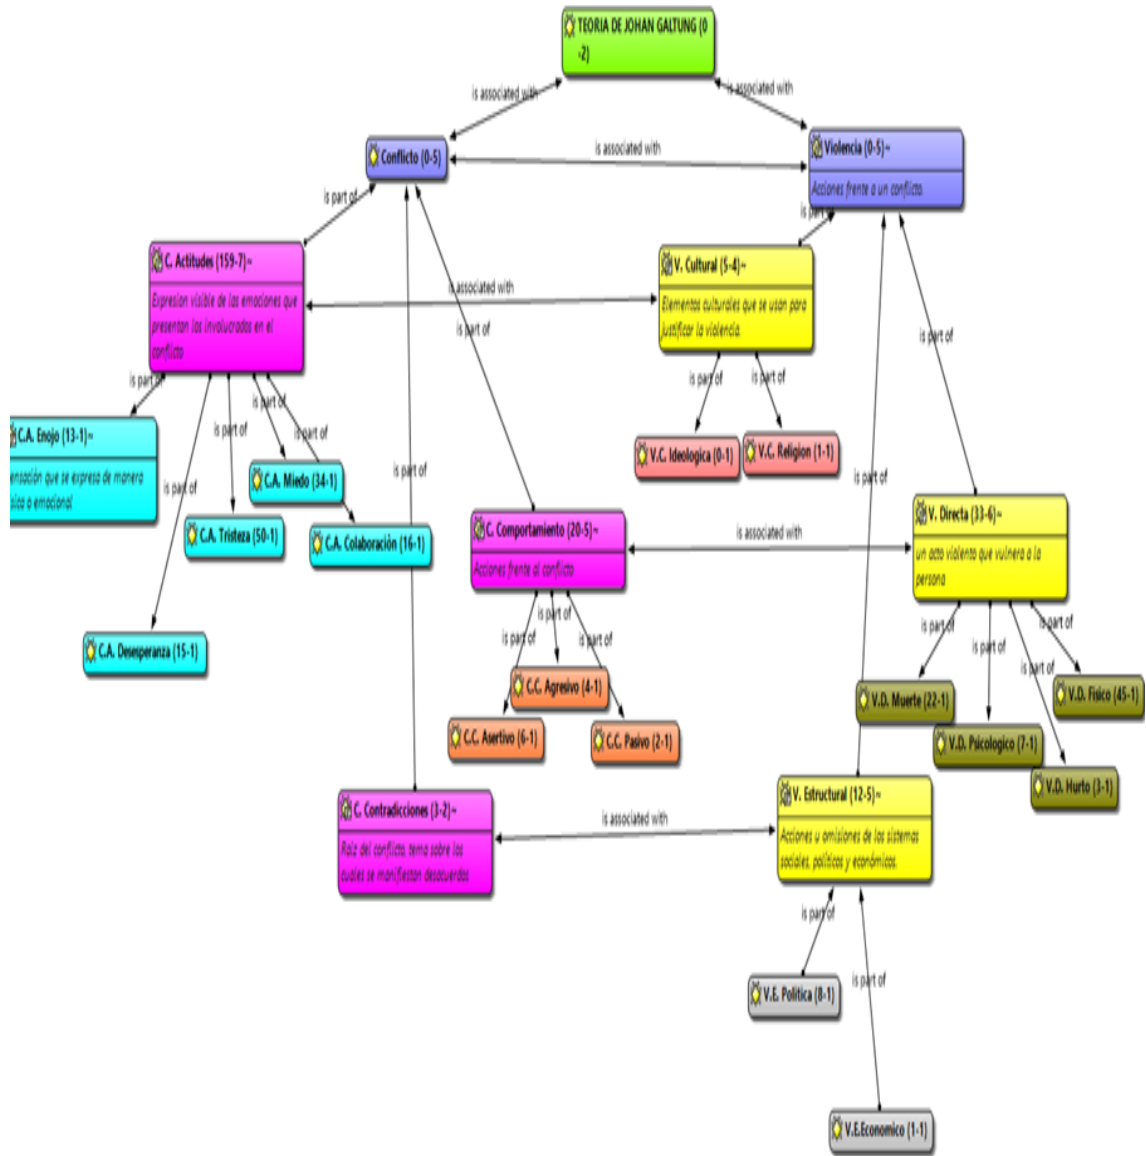 TEORIA DE JOHAN GALTUNG (0
-2)
is associated with
is associated with
Conflicto (0-5)
is associated with
Violencia (0-5)~
Acciones frente a un conflicto.
is part of
is part of
C. Actitudes (159-7)~
Expresion visible de las emociones que
presentan los involucrados en el
conflicto
is associated with
V. Cultural (5-4)~
Elementos culturales que se usan para
justificar la violencia.
is part of
is part of
is part of
is part of
is part of
is part of
is part of
is part of
is part of
is part of
C.A. Enojo (13-1)~
ensación que se expresa de manera
sica o emocional
C.A. Miedo (34-1)
C.A. Tristeza (50-1)
C.A. Colaboración (16-1)
C.A. Desesperanza (15-1)
V.C. Ideologica (0-1)
V.C. Religion (1-1)
is part of
is part of
C. Comportamiento (20-5)~
Acciones frente al conflicto
is associated with
V. Directa (33-6)~
un acto violento que vulnera a la
persona
is part of
is part of
is part of
is part of
is part of
is part of
is part of
C.C. Agresivo (4-1)
C.C. Asertivo (6-1)
C.C. Pasivo (2-1)
V.D. Muerte (22-1)
V.D. Fisico (45-1)
V.D. Psicologico (7-1)
V.D. Hurto (3-1)
C. Contradicciones (3-2)~
Raiz del conflicto, tema sobre los
cuales se manifiestan desacuerdos
is associated with
V. Estructural (12-5)~
Acciones u omisiones de los sistemas
sociales, políticos y económicos.
is part of
is part of
V.E. Politica (8-1)
V.E.Economico (1-1)